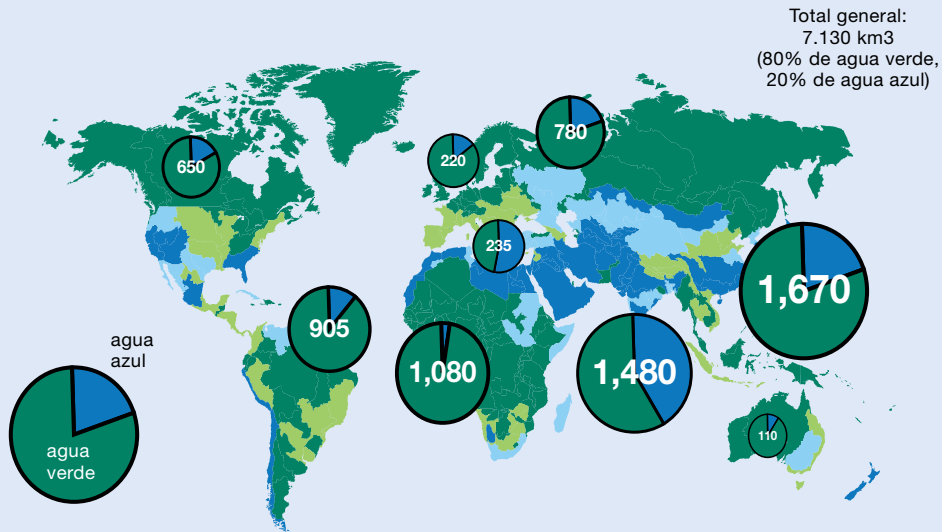 Total general:
7.130 km3
(80% de agua verde,
20% de agua azul)
780
220
650
235
1,670
905
1,080
1,480
110
agua
azul
agua
verde